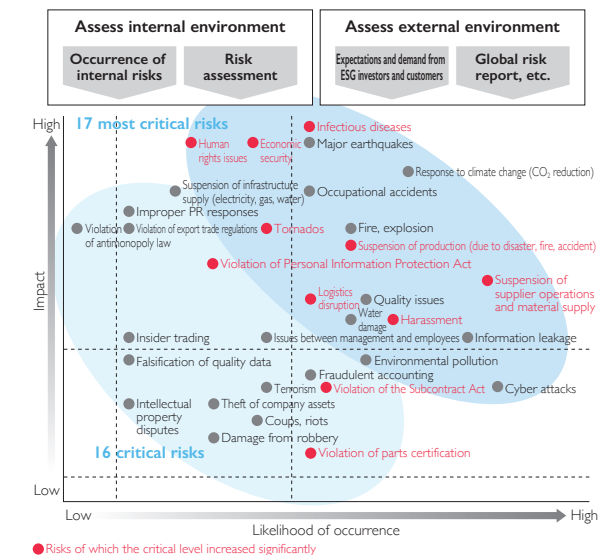 Assess internal environment
Assess external environment
Occurrence of
internal risks
Risk
assessment
Expectations and demand from
ESG investors and customers
Global risk
report, etc.
High
17 most critical risks
Infectious diseases
Human
rights issues
Economic
security
Major earthquakes
Response to climate change (CO₂ reduction)
Suspension of infrastructure
supply (electricity, gas, water)
Occupational accidents
Improper PR responses
Violation
of antimonopoly law
Violation of export trade regulations
Tornados
Fire, explosion
Suspension of production (due to disaster, fire, accident)
Violation of Personal Information Protection Act
Suspension of
supplier operations
and material supply
Logistics
disruption
Quality issues
Water
damage
Harassment
Impact
Insider trading
Issues between management and employees
Information leakage
Falsification of quality data
Environmental pollution
Fraudulent accounting
Terrorism
Violation of the Subcontract Act
Cyber attacks
Intellectual
property
disputes
Theft of company assets
Coups, riots
Damage from robbery
16 critical risks
Violation of parts certification
Low
Low
High
Likelihood of occurrence
Risks of which the critical level increased significantly